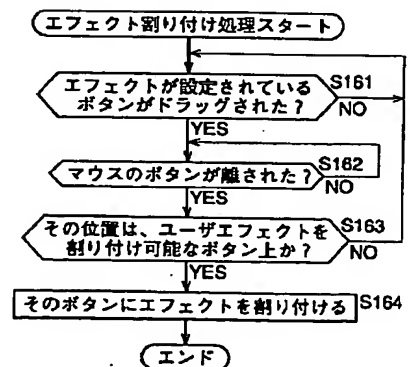 エフェクト割り付け処理スタート
エフェクトが設定されている
ボタンがドラッグされた？
S161
NO
YES
マウスのボタンが離された？
S162
NO
YES
その位置は、ユーザエフェクトを
割り付け可能なボタン上か？
S163
NO
YES
そのボタンにエフェクトを割り付ける
S164
エンド